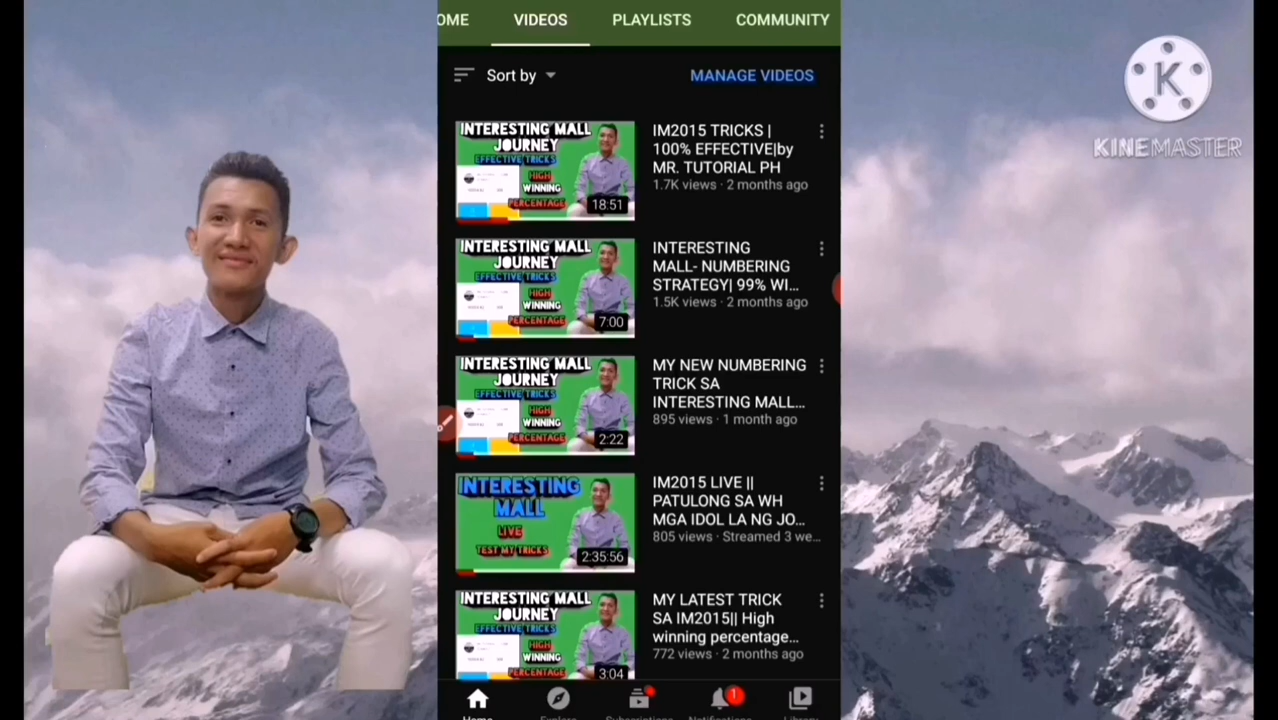 OME VIDEOS PLAYLISTS COMMUNITY
Sort by MANAGE VIDEOS
INTERESTING MALL
JOURNEY
EFFECTIVE TRICKS
HIGH
WINNING
PERCENTAGE
18:51
IM2015 TRICKS |
100% EFFECTIVE|by
MR. TUTORIAL PH
1.7K views · 2 months ago
INTERESTING MALL
JOURNEY
EFFECTIVE TRICKS
HIGH
WINNING
PERCENTAGE
7:00
INTERESTING
MALL- NUMBERING
STRATEGY| 99% WI...
1.5K views · 2 months ago
INTERESTING MALL
JOURNEY
EFFECTIVE TRICKS
HIGH
WINNING
PERCENTAGE
2:22
MY NEW NUMBERING
TRICK SA
INTERESTING MALL...
895 views · 1 month ago
INTERESTING
MALL
LIVE
TEST MY TRICKS
2:35:56
IM2015 LIVE ||
PATULONG SA WH
MGA IDOL LA NG JO...
805 views · Streamed 3 we...
INTERESTING MALL
JOURNEY
EFFECTIVE TRICKS
HIGH
WINNING
PERCENTAGE
3:04
MY LATEST TRICK
SA IM2015|| High
winning percentage...
772 views · 2 months ago
1
K
KINEMASTER